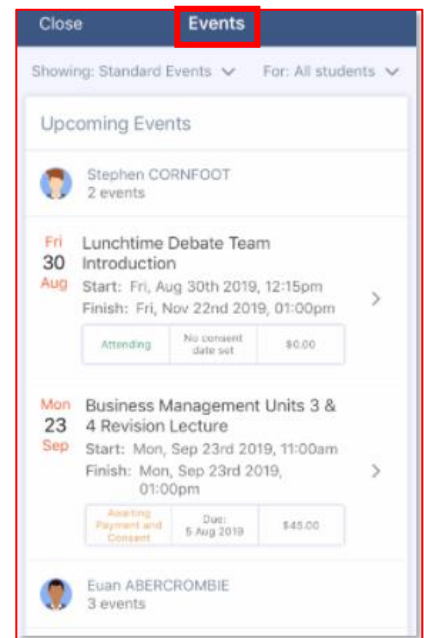 Close Events
Showing: Standard Events For: All students
Upcoming Events
Stephen CORNFOOT
2 events
Fri 30 Aug
Lunchtime Debate Team
Introduction
Start: Fri, Aug 30th 2019, 12:15pm
Finish: Fri, Nov 22nd 2019, 01:00pm
Attending
No consent
date set
$0.00
Mon 23 Sep
Business Management Units 3 &
4 Revision Lecture
Start: Mon, Sep 23rd 2019, 11:00am
Finish: Mon, Sep 23rd 2019,
01:00pm
Awaiting
Payment and
Consent
Due:
5 Aug 2019
$45.00
Euan ABERCROMBIE
3 events